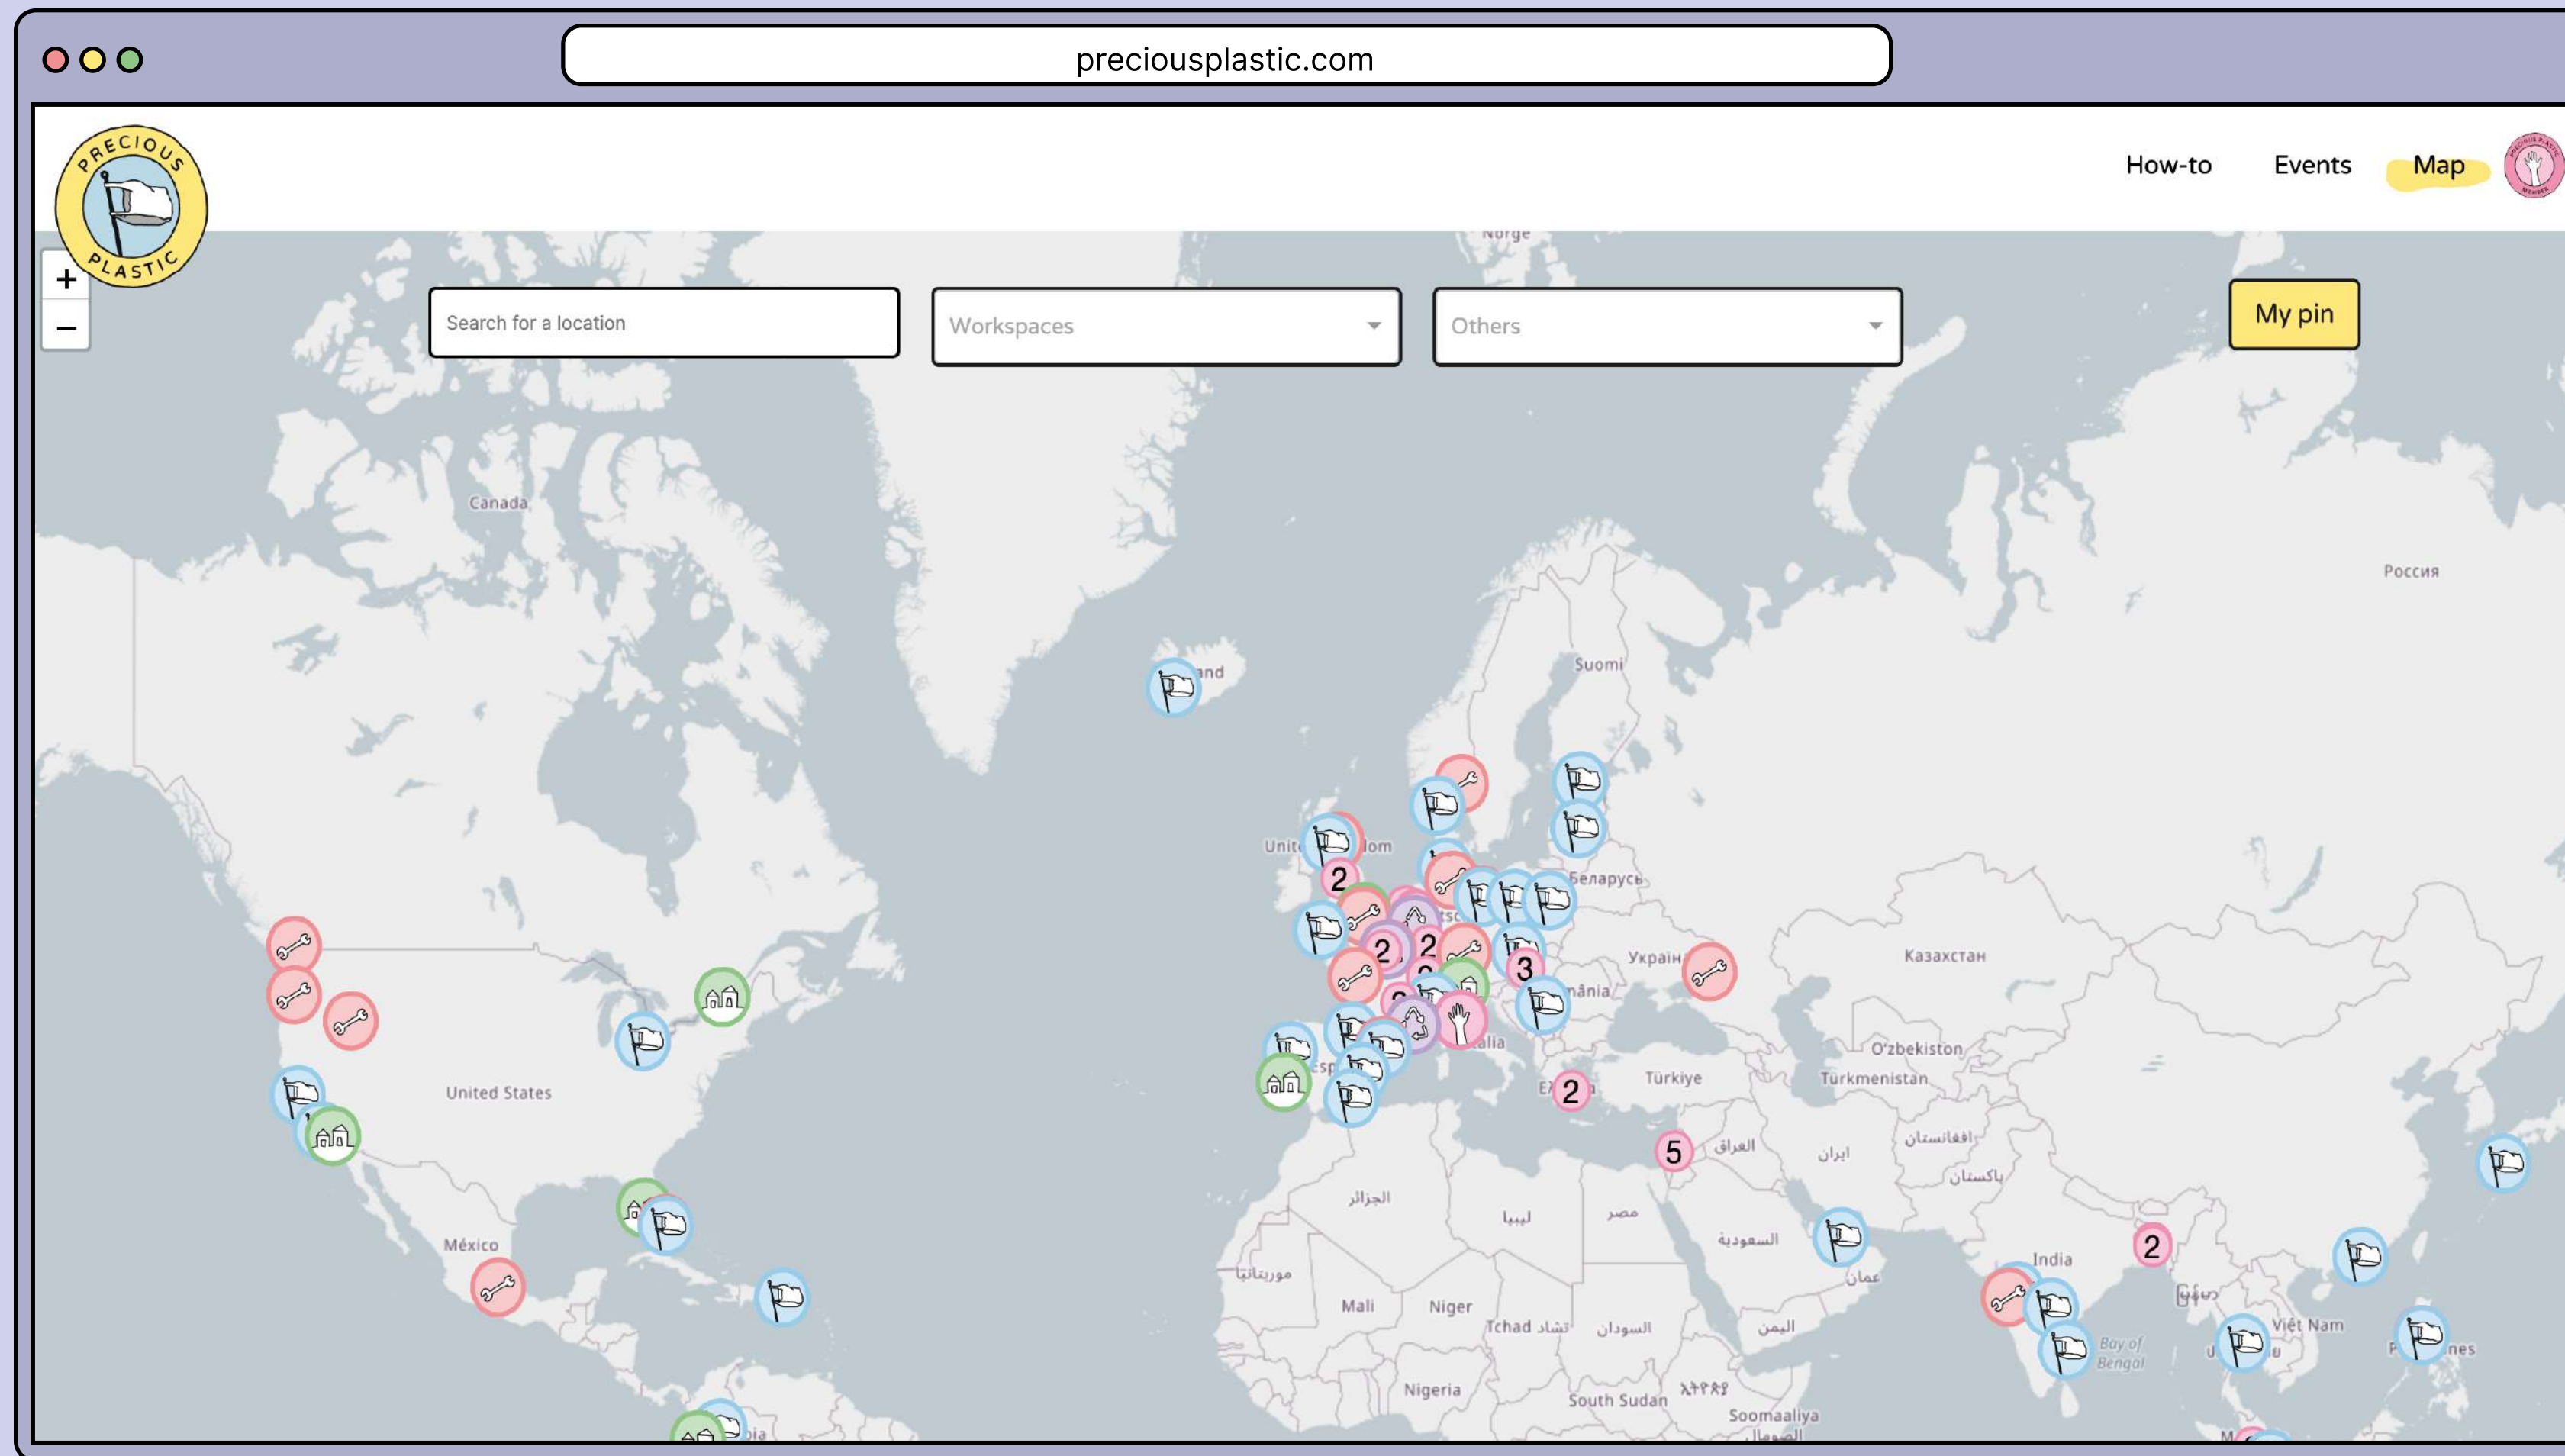 preciousplastic.com
PRECIOUS PLASTIC
How-to
Events
Map
Norge
+
−
Search for a location
Workspaces
Others
My pin
Canada
Россия
Suomi
Беларусь
2
2
2
3
Україн
Казахстан
United States
O'zbekiston
Türkmenistan
Türkiye
2
5
العراق
ایران
افغانستان
پاکستان
الجزائر
ليبيا
مصر
السعودية
عمان
México
موريتانيا
Mali
Niger
Tchad تشاد
السودان
اليمن
India
2
Bay of
Bengal
Việt Nam
Nigeria
South Sudan
Soomaaliya